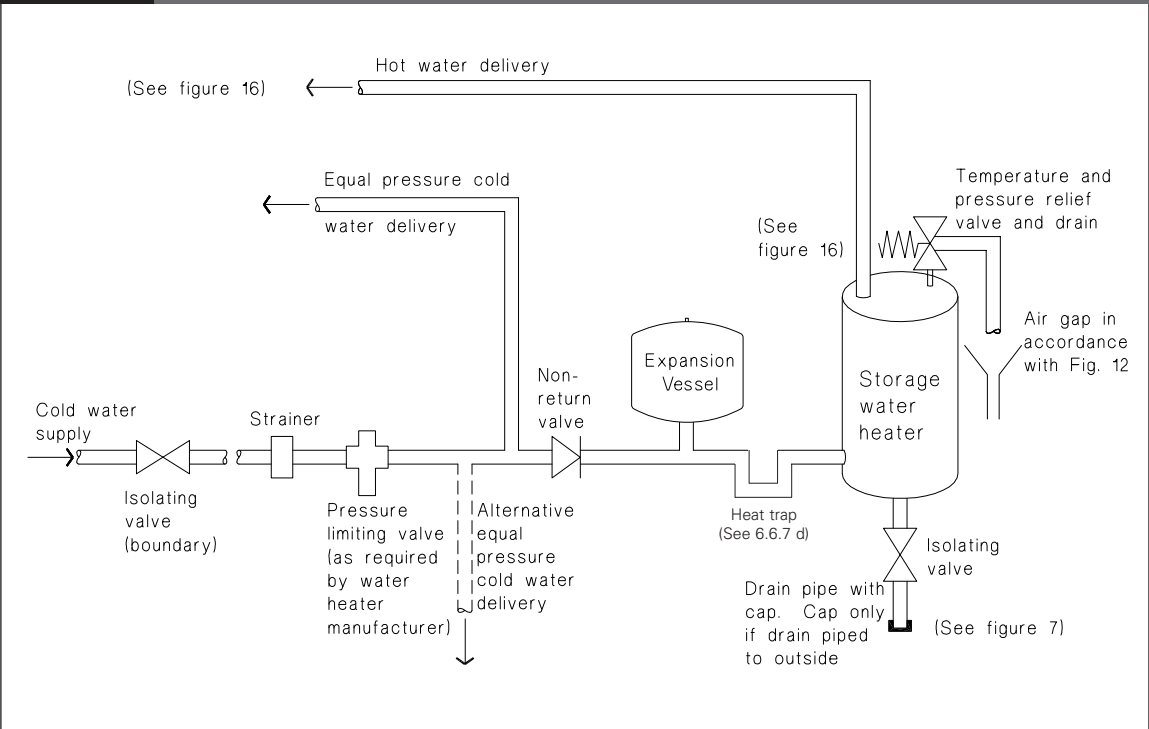 Hot water delivery
(See figure 16)
Equal pressure cold
water delivery
Temperature and
pressure relief
valve and drain
(See
figure 16)
Air gap in
accordance
with Fig. 12
Expansion
Vessel
Storage
water
heater
Non-
return
valve
Cold water
supply
Strainer
Isolating
valve
(boundary)
Pressure
limiting valve
(as required
by water
heater
manufacturer)
Alternative
equal
pressure
cold water
delivery
Heat trap
(See 6.6.7 d)
Isolating
valve
Drain pipe with
cap. Cap only
if drain piped
to outside
(See figure 7)